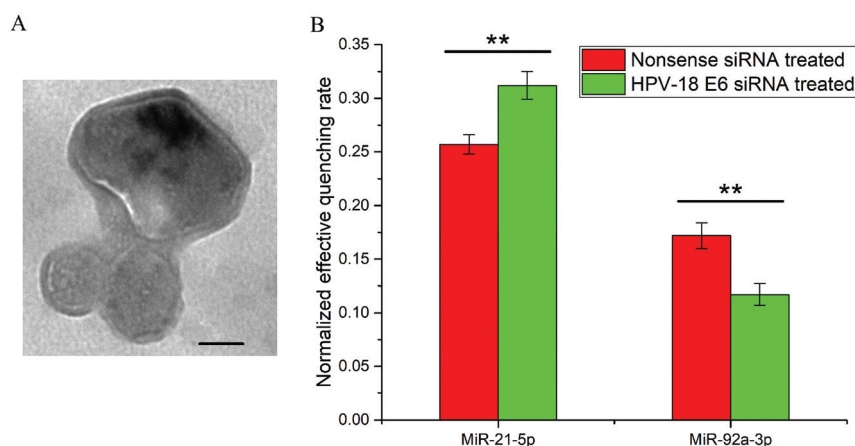 A
B
Normalized effective quenching rate
0.35
0.30
0.25
0.20
0.15
0.10
0.05
0.00
**
**
Nonsense siRNA treated
HPV-18 E6 siRNA treated
MiR-21-5p
MiR-92a-3p